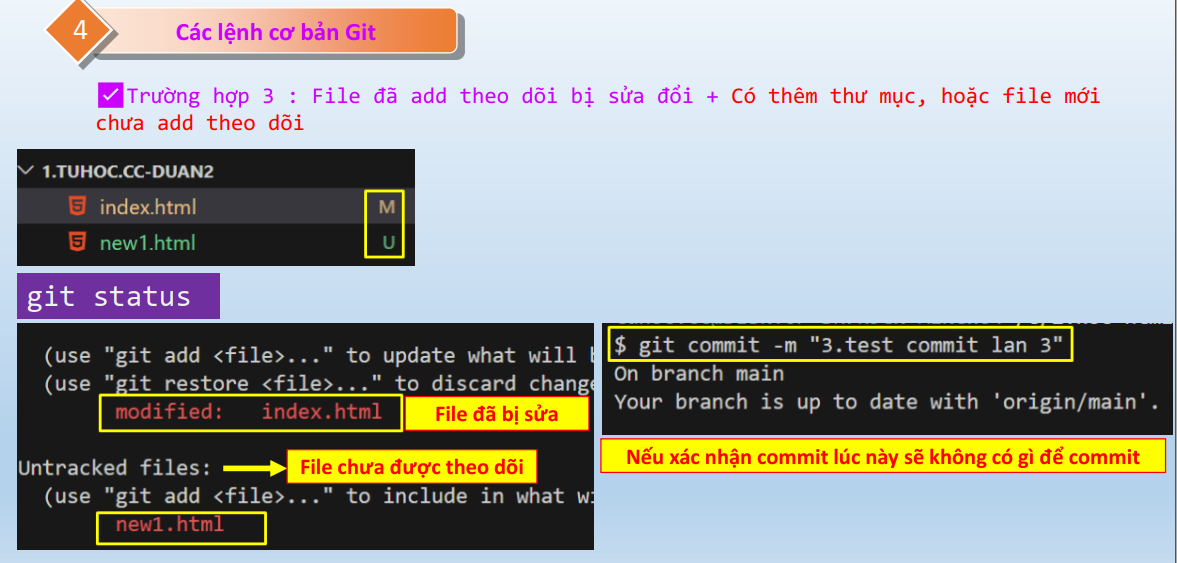 4
Các lệnh cơ bản Git
Trường hợp 3 : File đã add theo dõi bị sửa đổi + Có thêm thư mục, hoặc file mới
chưa add theo dõi
1.TUHOC.CC-DUAN2
index.html M
new1.html U
git status
(use "git add <file>..." to update what will
(use "git restore <file>..." to discard change
modified: index.html
File đã bị sửa
Untracked files:
File chưa được theo dõi
(use "git add <file>..." to include in what
new1.html
$ git commit -m "3.test commit lan 3"
On branch main
Your branch is up to date with 'origin/main'.
Nếu xác nhận commit lúc này sẽ không có gì để commit